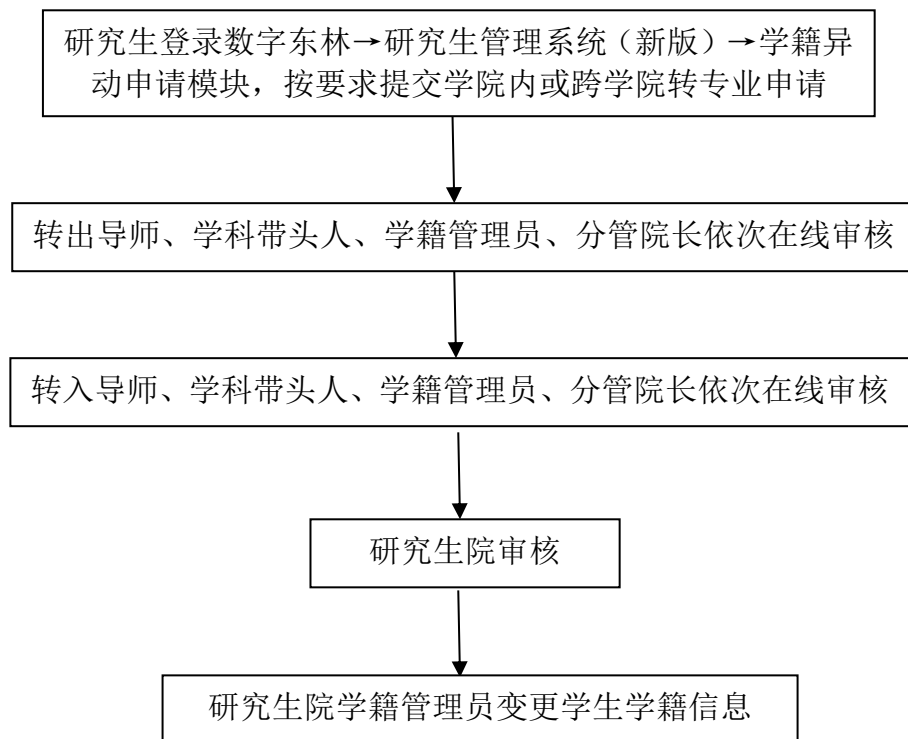 研究生登录数字东林→研究生管理系统（新版）→学籍异
动申请模块，按要求提交学院内或跨学院转专业申请
转出导师、学科带头人、学籍管理员、分管院长依次在线审核
转入导师、学科带头人、学籍管理员、分管院长依次在线审核
研究生院审核
研究生院学籍管理员变更学生学籍信息